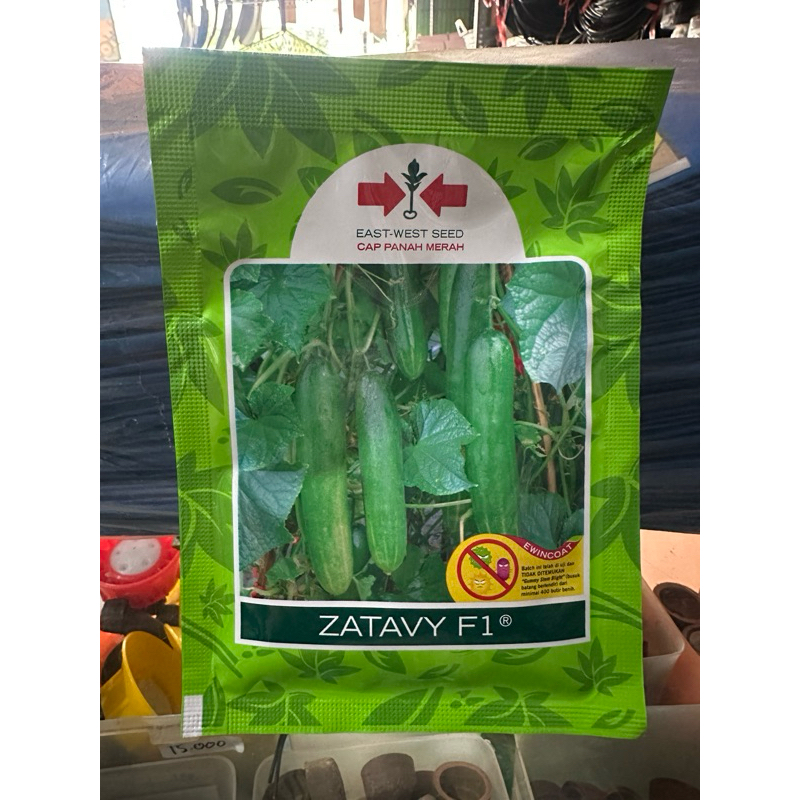 EAST-WEST SEED
CAP PANAH MERAH
EWINCOAT
Batch ini telah di uji dan
TIDAK DITEMUKAN
"Gummy Stem Blight" (busuk
batang berlendir) dari
minimal 400 butir benih.
ZATAVY F1®
15.000